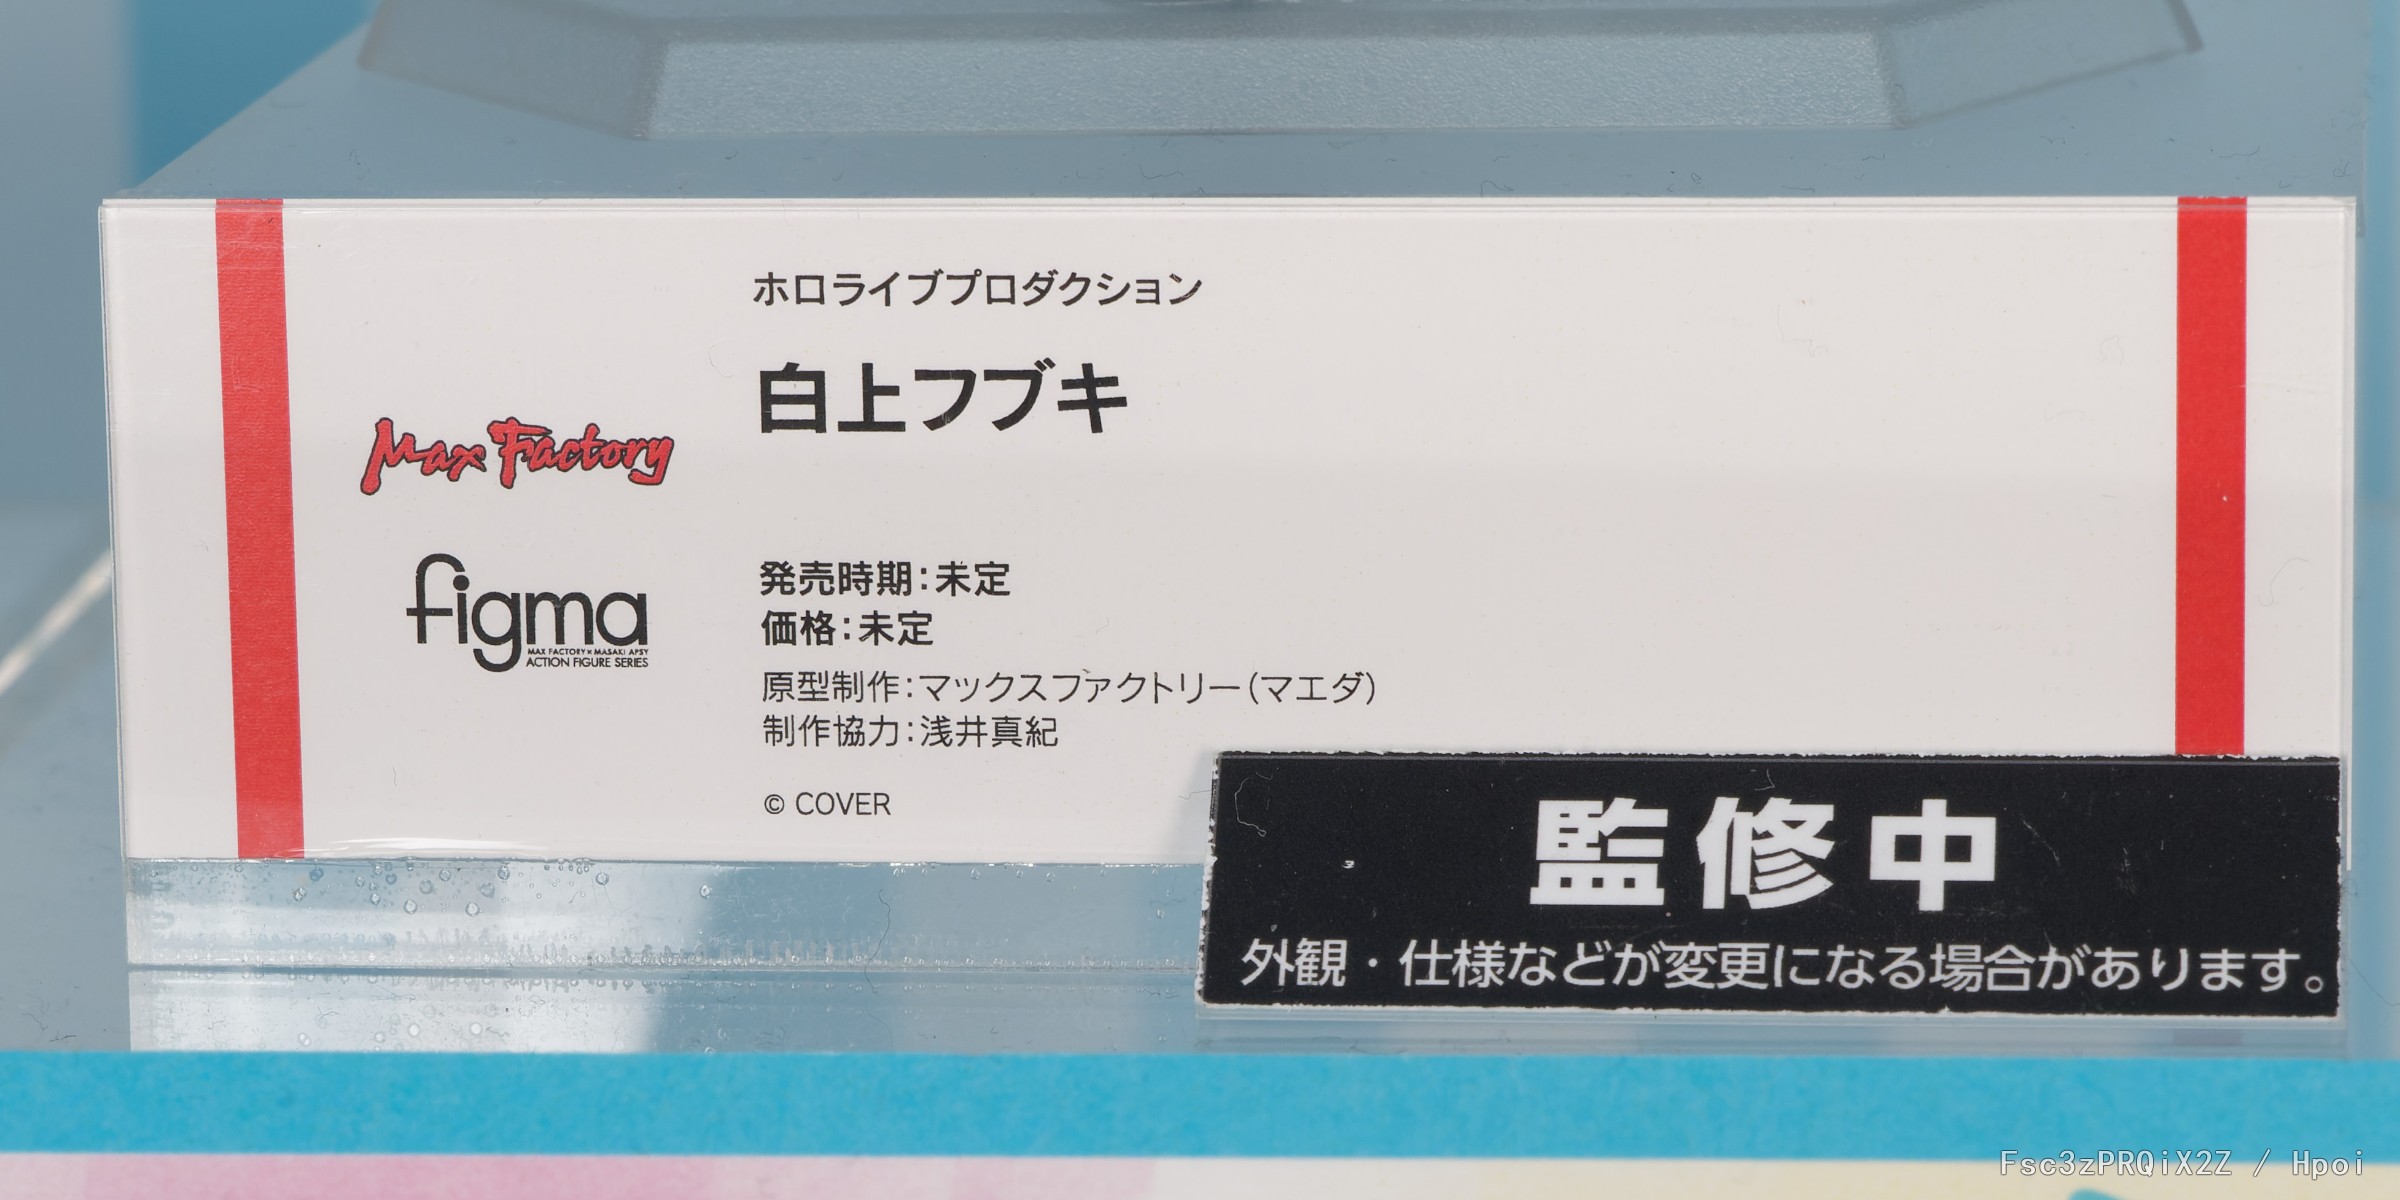 ホロライブプロダクション
白上フブキ
Max Factory
figma
MAX FACTORY × MASAKI APSY
ACTION FIGURE SERIES
発売時期：未定
価格：未定
原型制作：マックスファクトリー（マエダ）
制作協力：浅井真紀
© COVER
監修中
外観・仕様などが変更になる場合があります。
Fsc3zPRQiX2Z / Hpoi